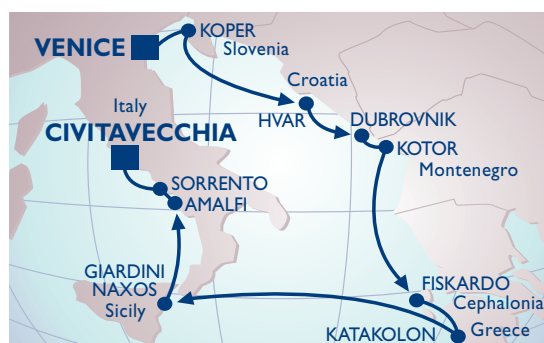 VENICE
KOPER
Slovenia
Croatia
HVAR
DUBROVNIK
KOTOR
Montenegro
Italy
CIVITAVECCHIA
SORRENTO
AMALFI
GIARDINI
NAXOS
Sicily
FISKARDO
Cephalonia
KATAKOLON
Greece